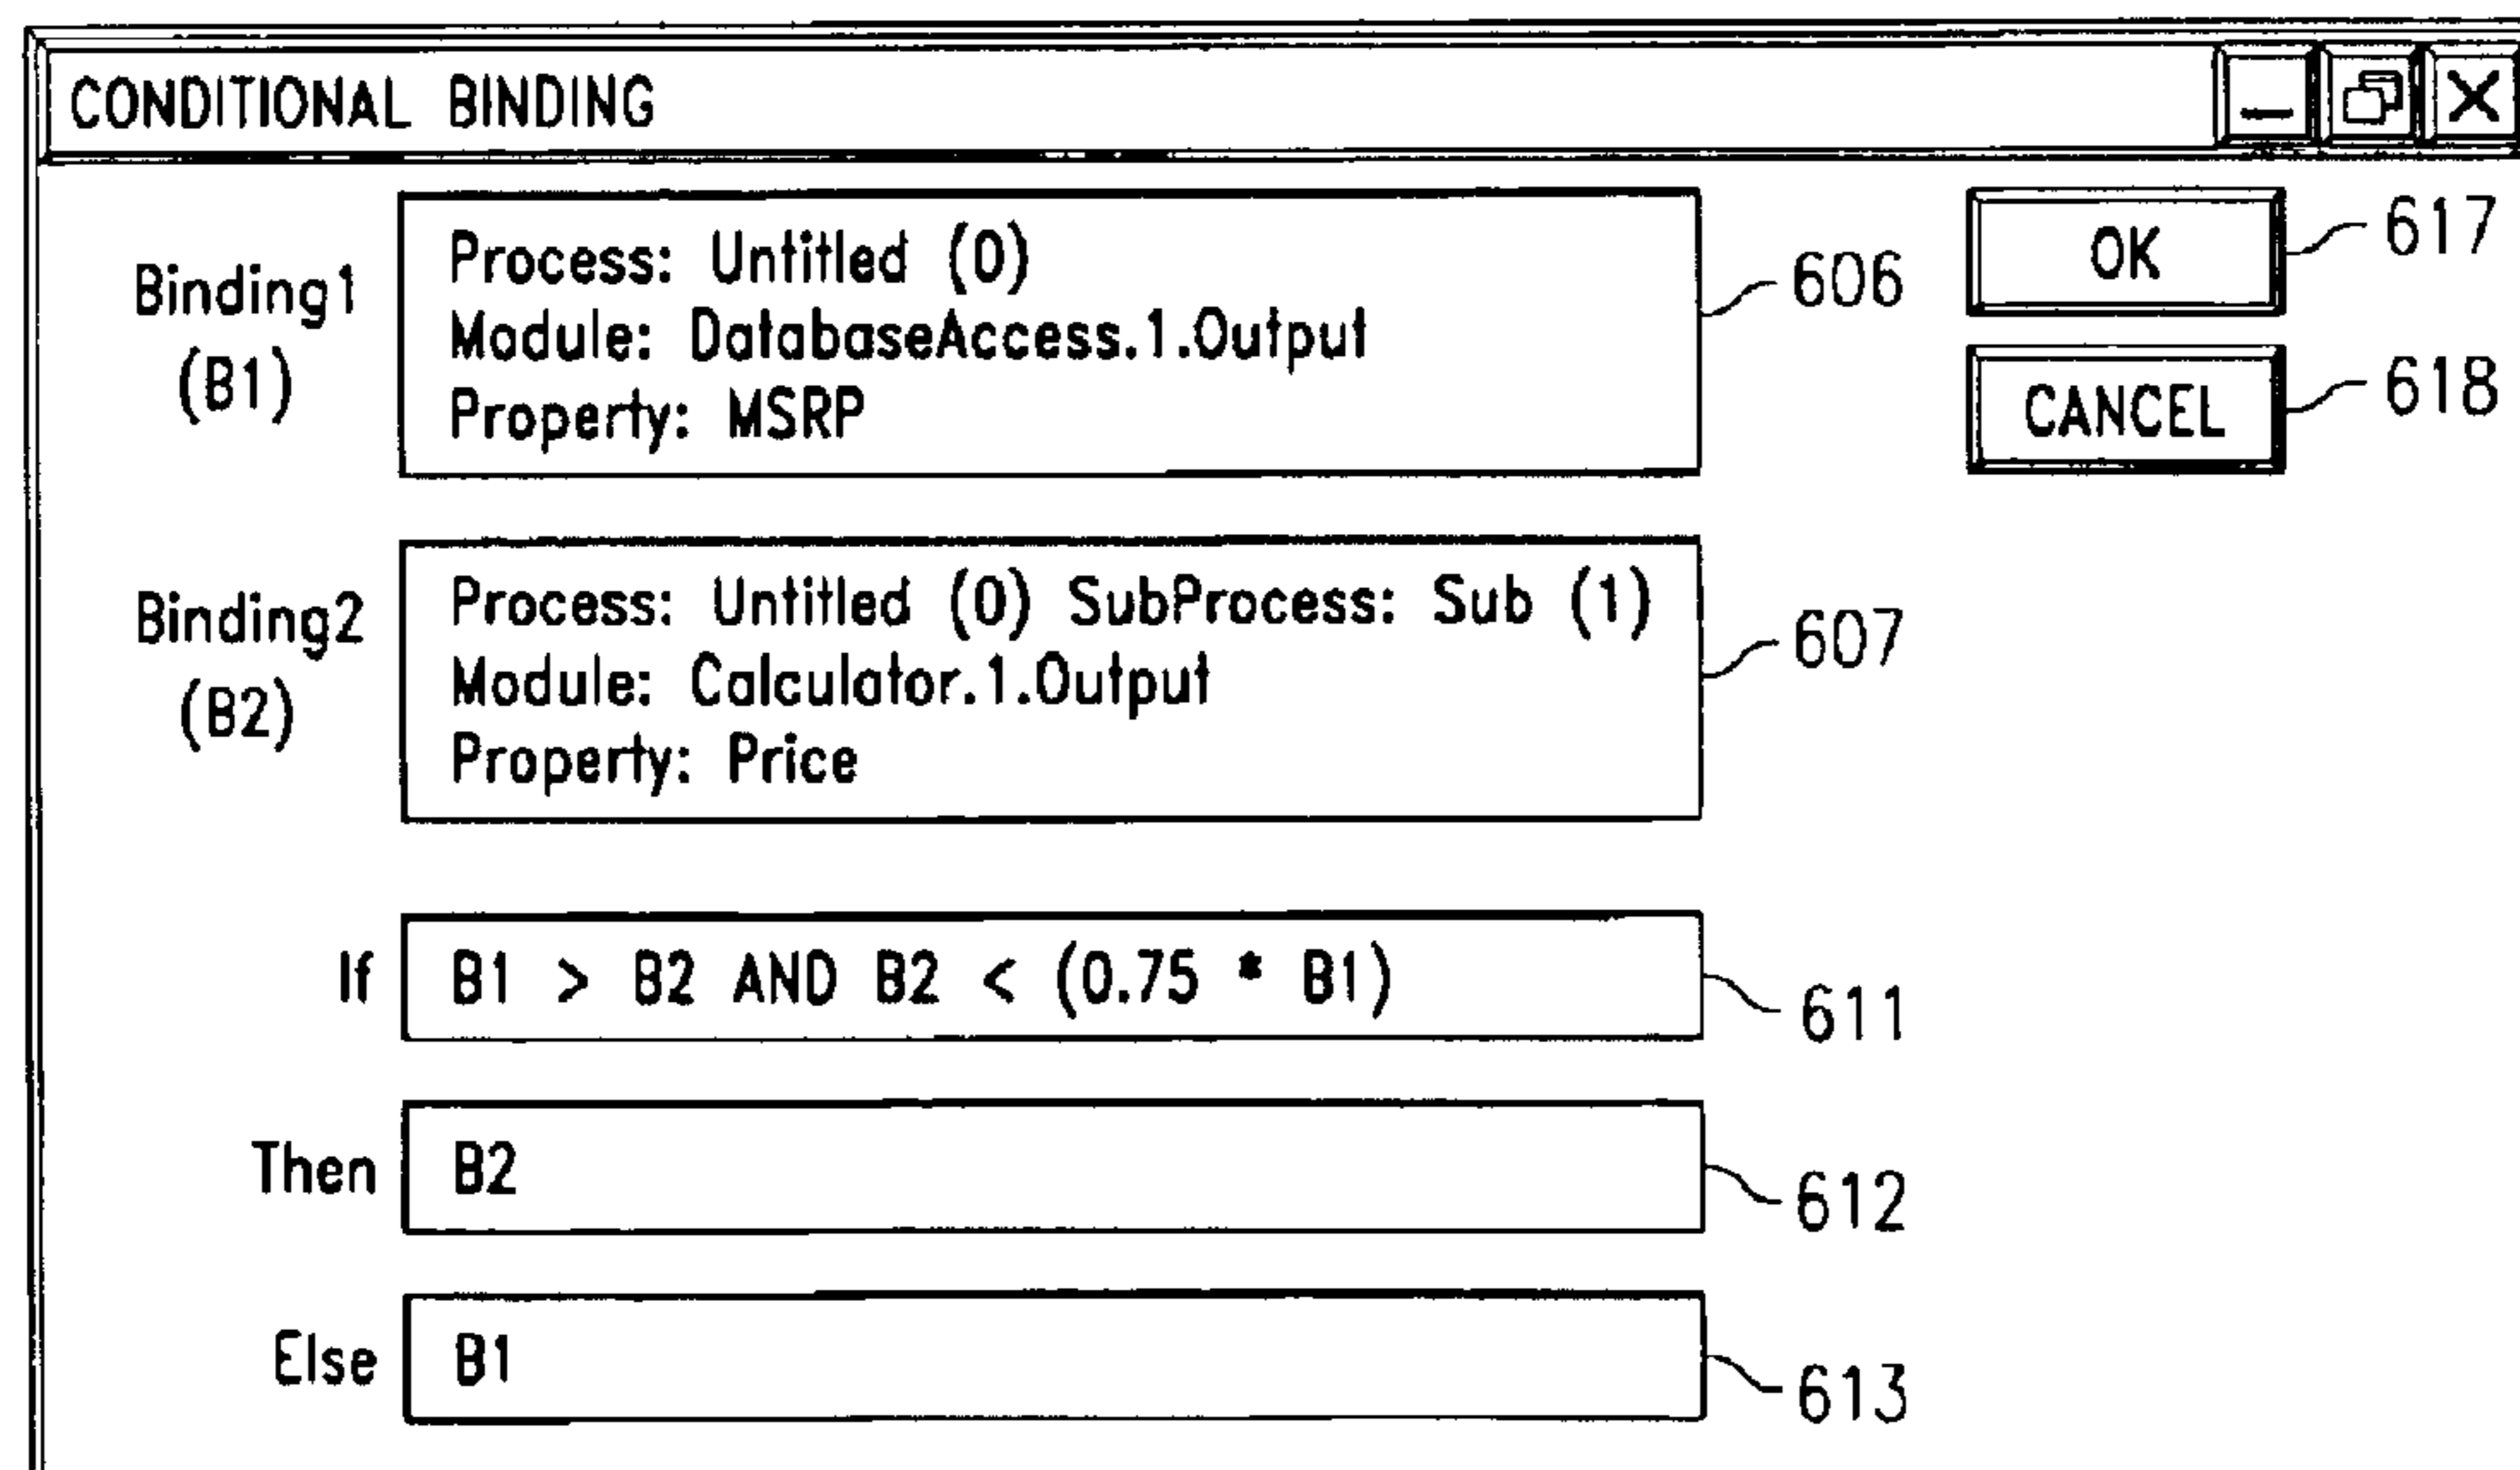 CONDITIONAL BINDING
Binding1
(B1)
Process: Untitled (0)
Module: DatabaseAccess.1.Output
Property: MSRP
606
OK
617
CANCEL
618
Binding2
(B2)
Process: Untitled (0) SubProcess: Sub (1)
Module: Calculator.1.Output
Property: Price
607
If
B1 > B2 AND B2 < (0.75 * B1)
611
Then
B2
612
Else
B1
613